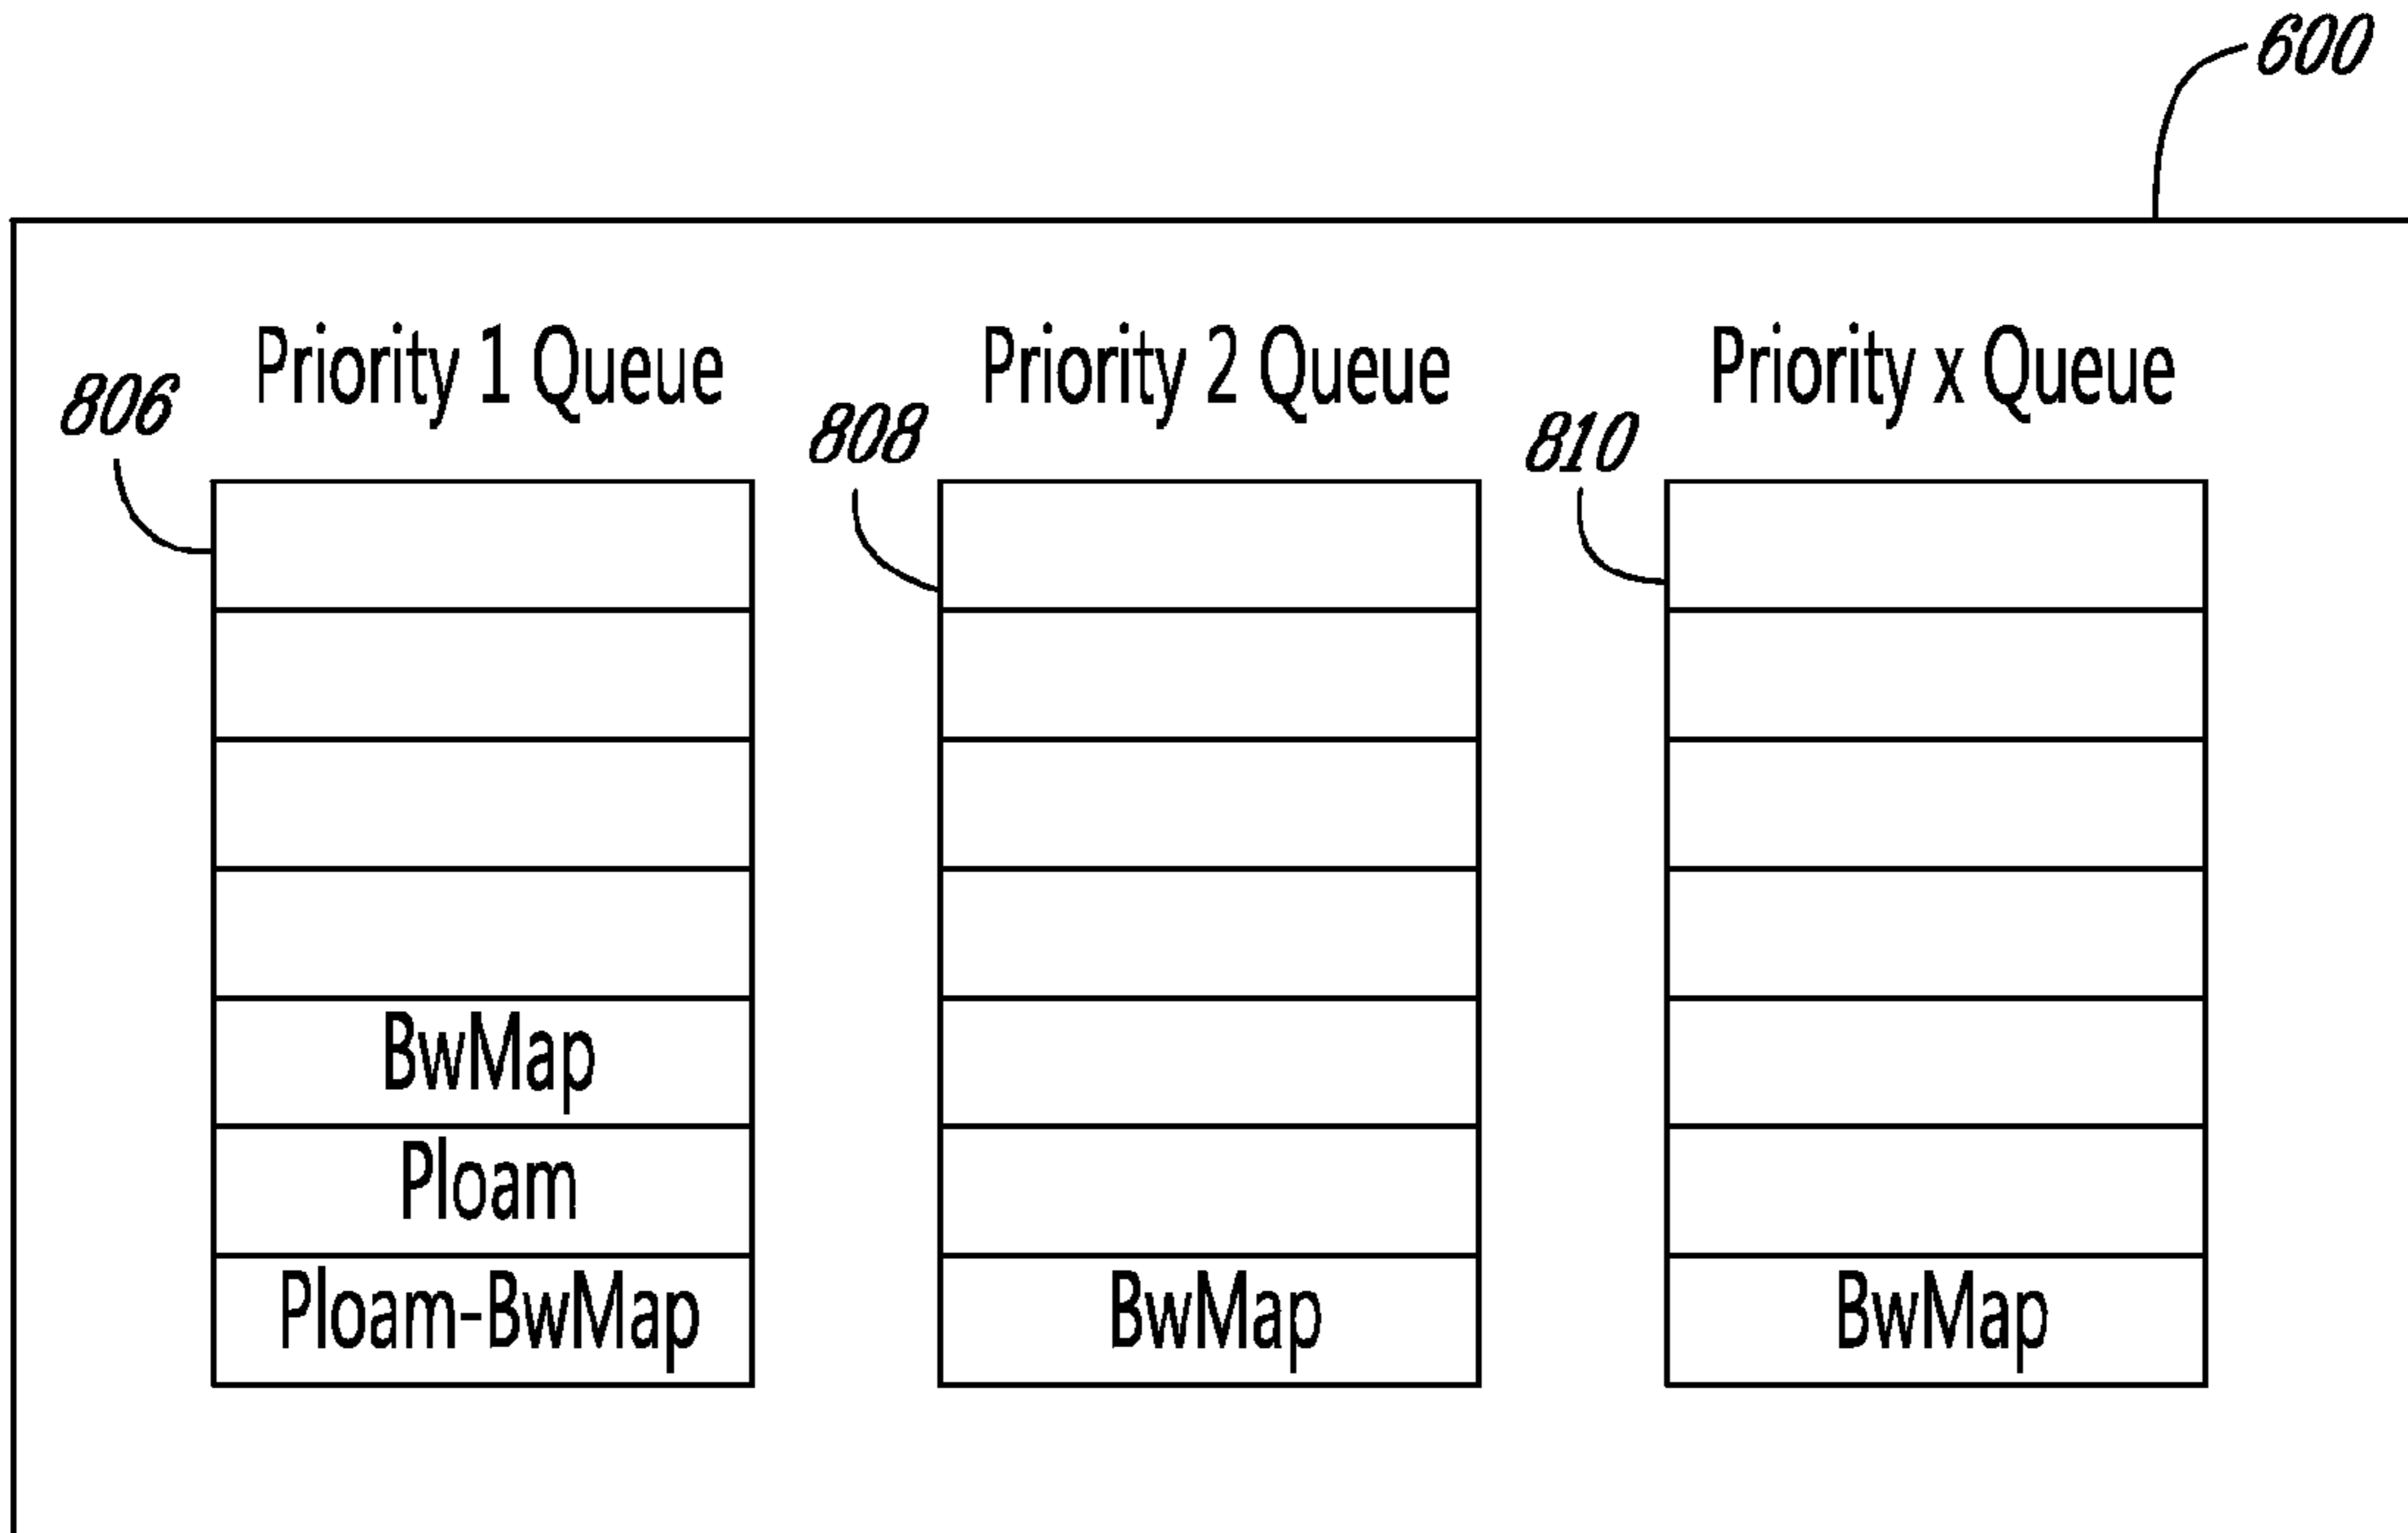 600
Priority 1 Queue
Priority 2 Queue
Priority x Queue
806
808
810
BwMap
Ploam
Ploam-BwMap
BwMap
BwMap